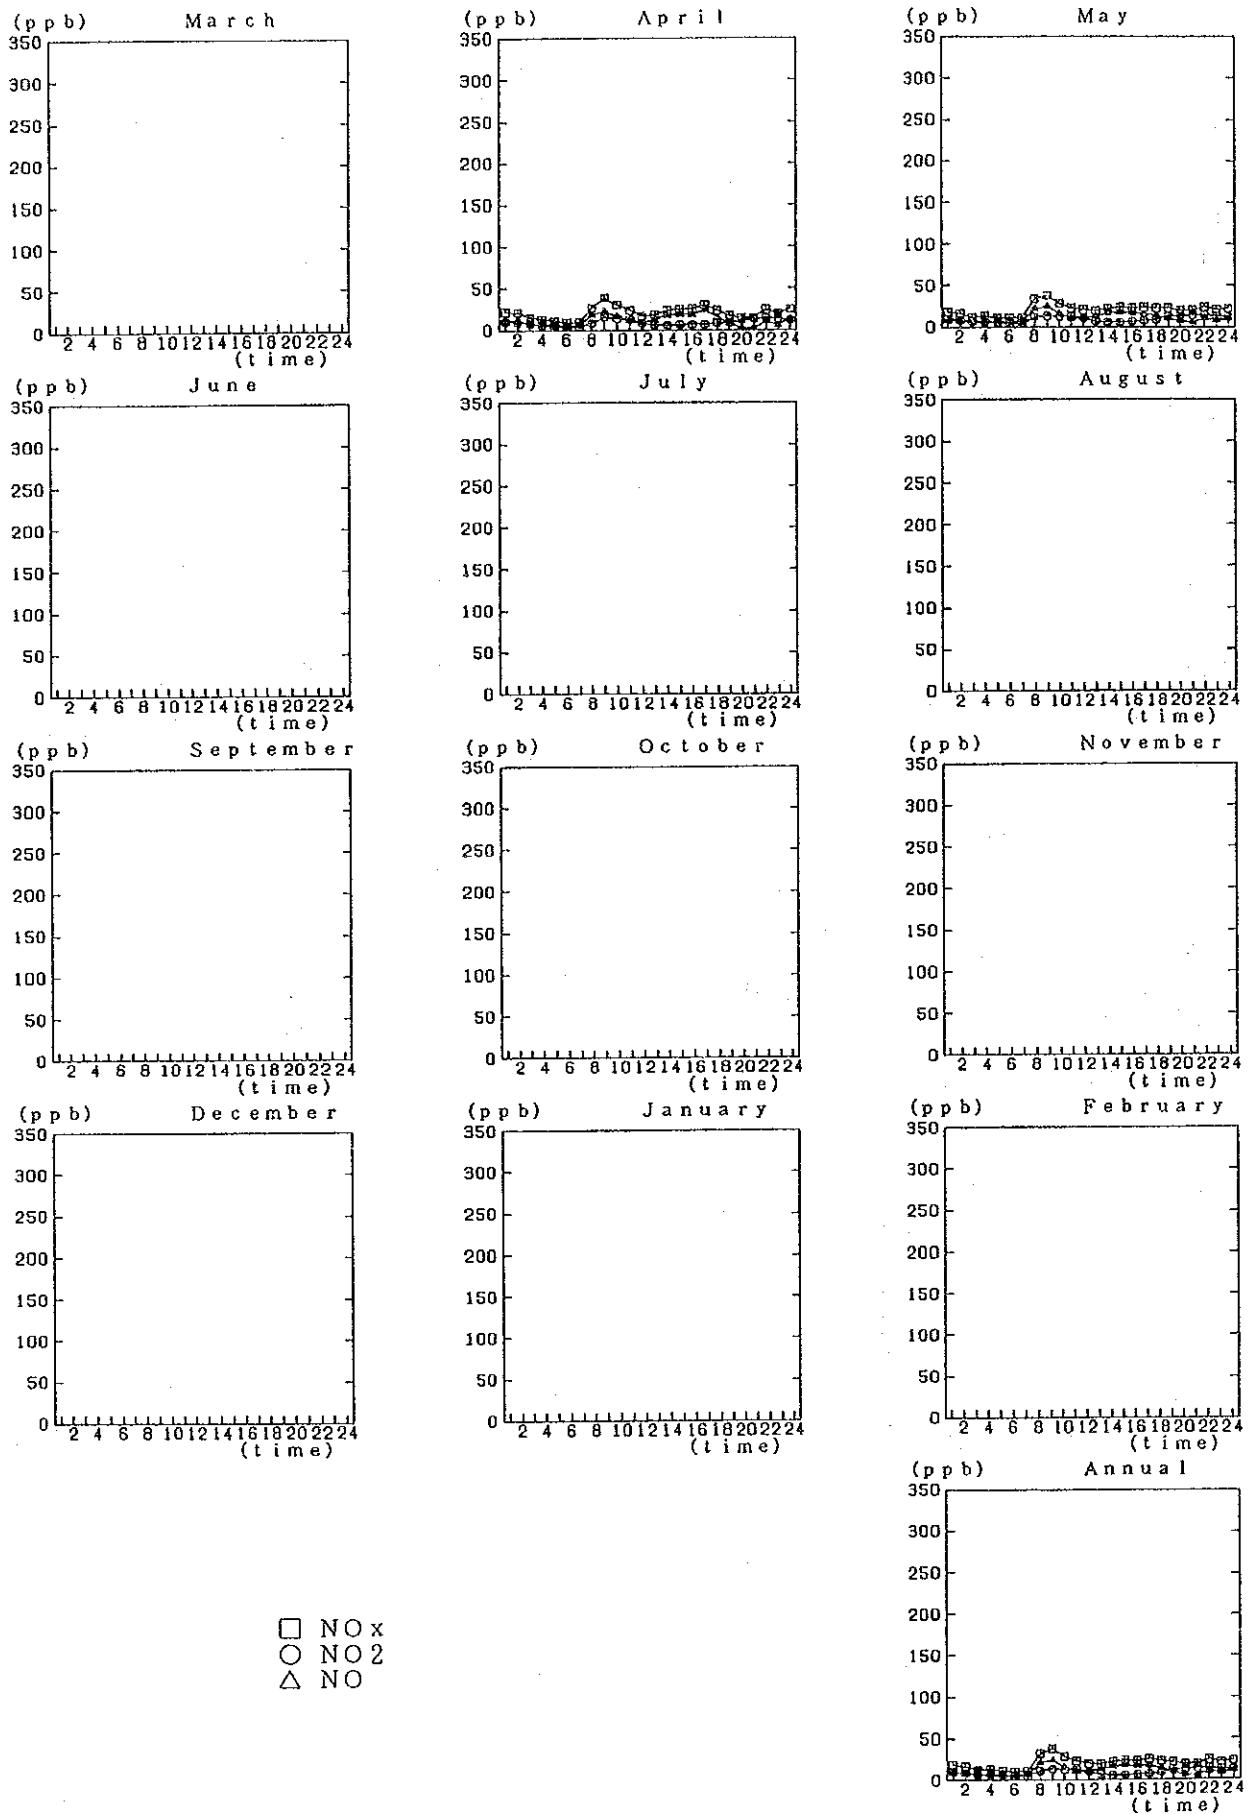 (ppb) March
350
300
250
200
150
100
50
0
2 4 6 8 10 12 14 16 18 20 22 24
(time)
(ppb) April
350
300
250
200
150
100
50
0
2 4 6 8 10 12 14 16 18 20 22 24
(time)
(ppb) May
350
300
250
200
150
100
50
0
2 4 6 8 10 12 14 16 18 20 22 24
(time)
(ppb) June
350
300
250
200
150
100
50
0
2 4 6 8 10 12 14 16 18 20 22 24
(time)
(ppb) July
350
300
250
200
150
100
50
0
2 4 6 8 10 12 14 16 18 20 22 24
(time)
(ppb) August
350
300
250
200
150
100
50
0
2 4 6 8 10 12 14 16 18 20 22 24
(time)
(ppb) September
350
300
250
200
150
100
50
0
2 4 6 8 10 12 14 16 18 20 22 24
(time)
(ppb) October
350
300
250
200
150
100
50
0
2 4 6 8 10 12 14 16 18 20 22 24
(time)
(ppb) November
350
300
250
200
150
100
50
0
2 4 6 8 10 12 14 16 18 20 22 24
(time)
(ppb) December
350
300
250
200
150
100
50
0
2 4 6 8 10 12 14 16 18 20 22 24
(time)
(ppb) January
350
300
250
200
150
100
50
0
2 4 6 8 10 12 14 16 18 20 22 24
(time)
(ppb) February
350
300
250
200
150
100
50
0
2 4 6 8 10 12 14 16 18 20 22 24
(time)
(ppb) Annual
350
300
250
200
150
100
50
0
2 4 6 8 10 12 14 16 18 20 22 24
(time)
□ NOx
○ NO2
△ NO